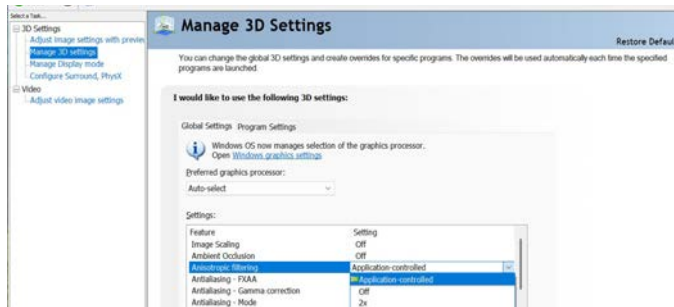 Select a Task...
3D Settings
Adjust image settings with preview
Manage 3D settings
Manage Display mode
Configure Surround, PhysX
Video
Adjust video image settings
Manage 3D Settings
Restore Defaul
You can change the global 3D settings and create overrides for specific programs. The overrides will be used automatically each time the specified
programs are launched.
I would like to use the following 3D settings:
Global Settings Program Settings
Windows OS now manages selection of the graphics processor.
Open Windows graphics settings
Preferred graphics processor:
Auto-select
Settings:
Feature Setting
Image Scaling Off
Ambient Occlusion Off
Anisotropic filtering Application-controlled
Antialiasing - FXAA Application-controlled
Antialiasing - Gamma correction Off
Antialiasing - Mode 2x